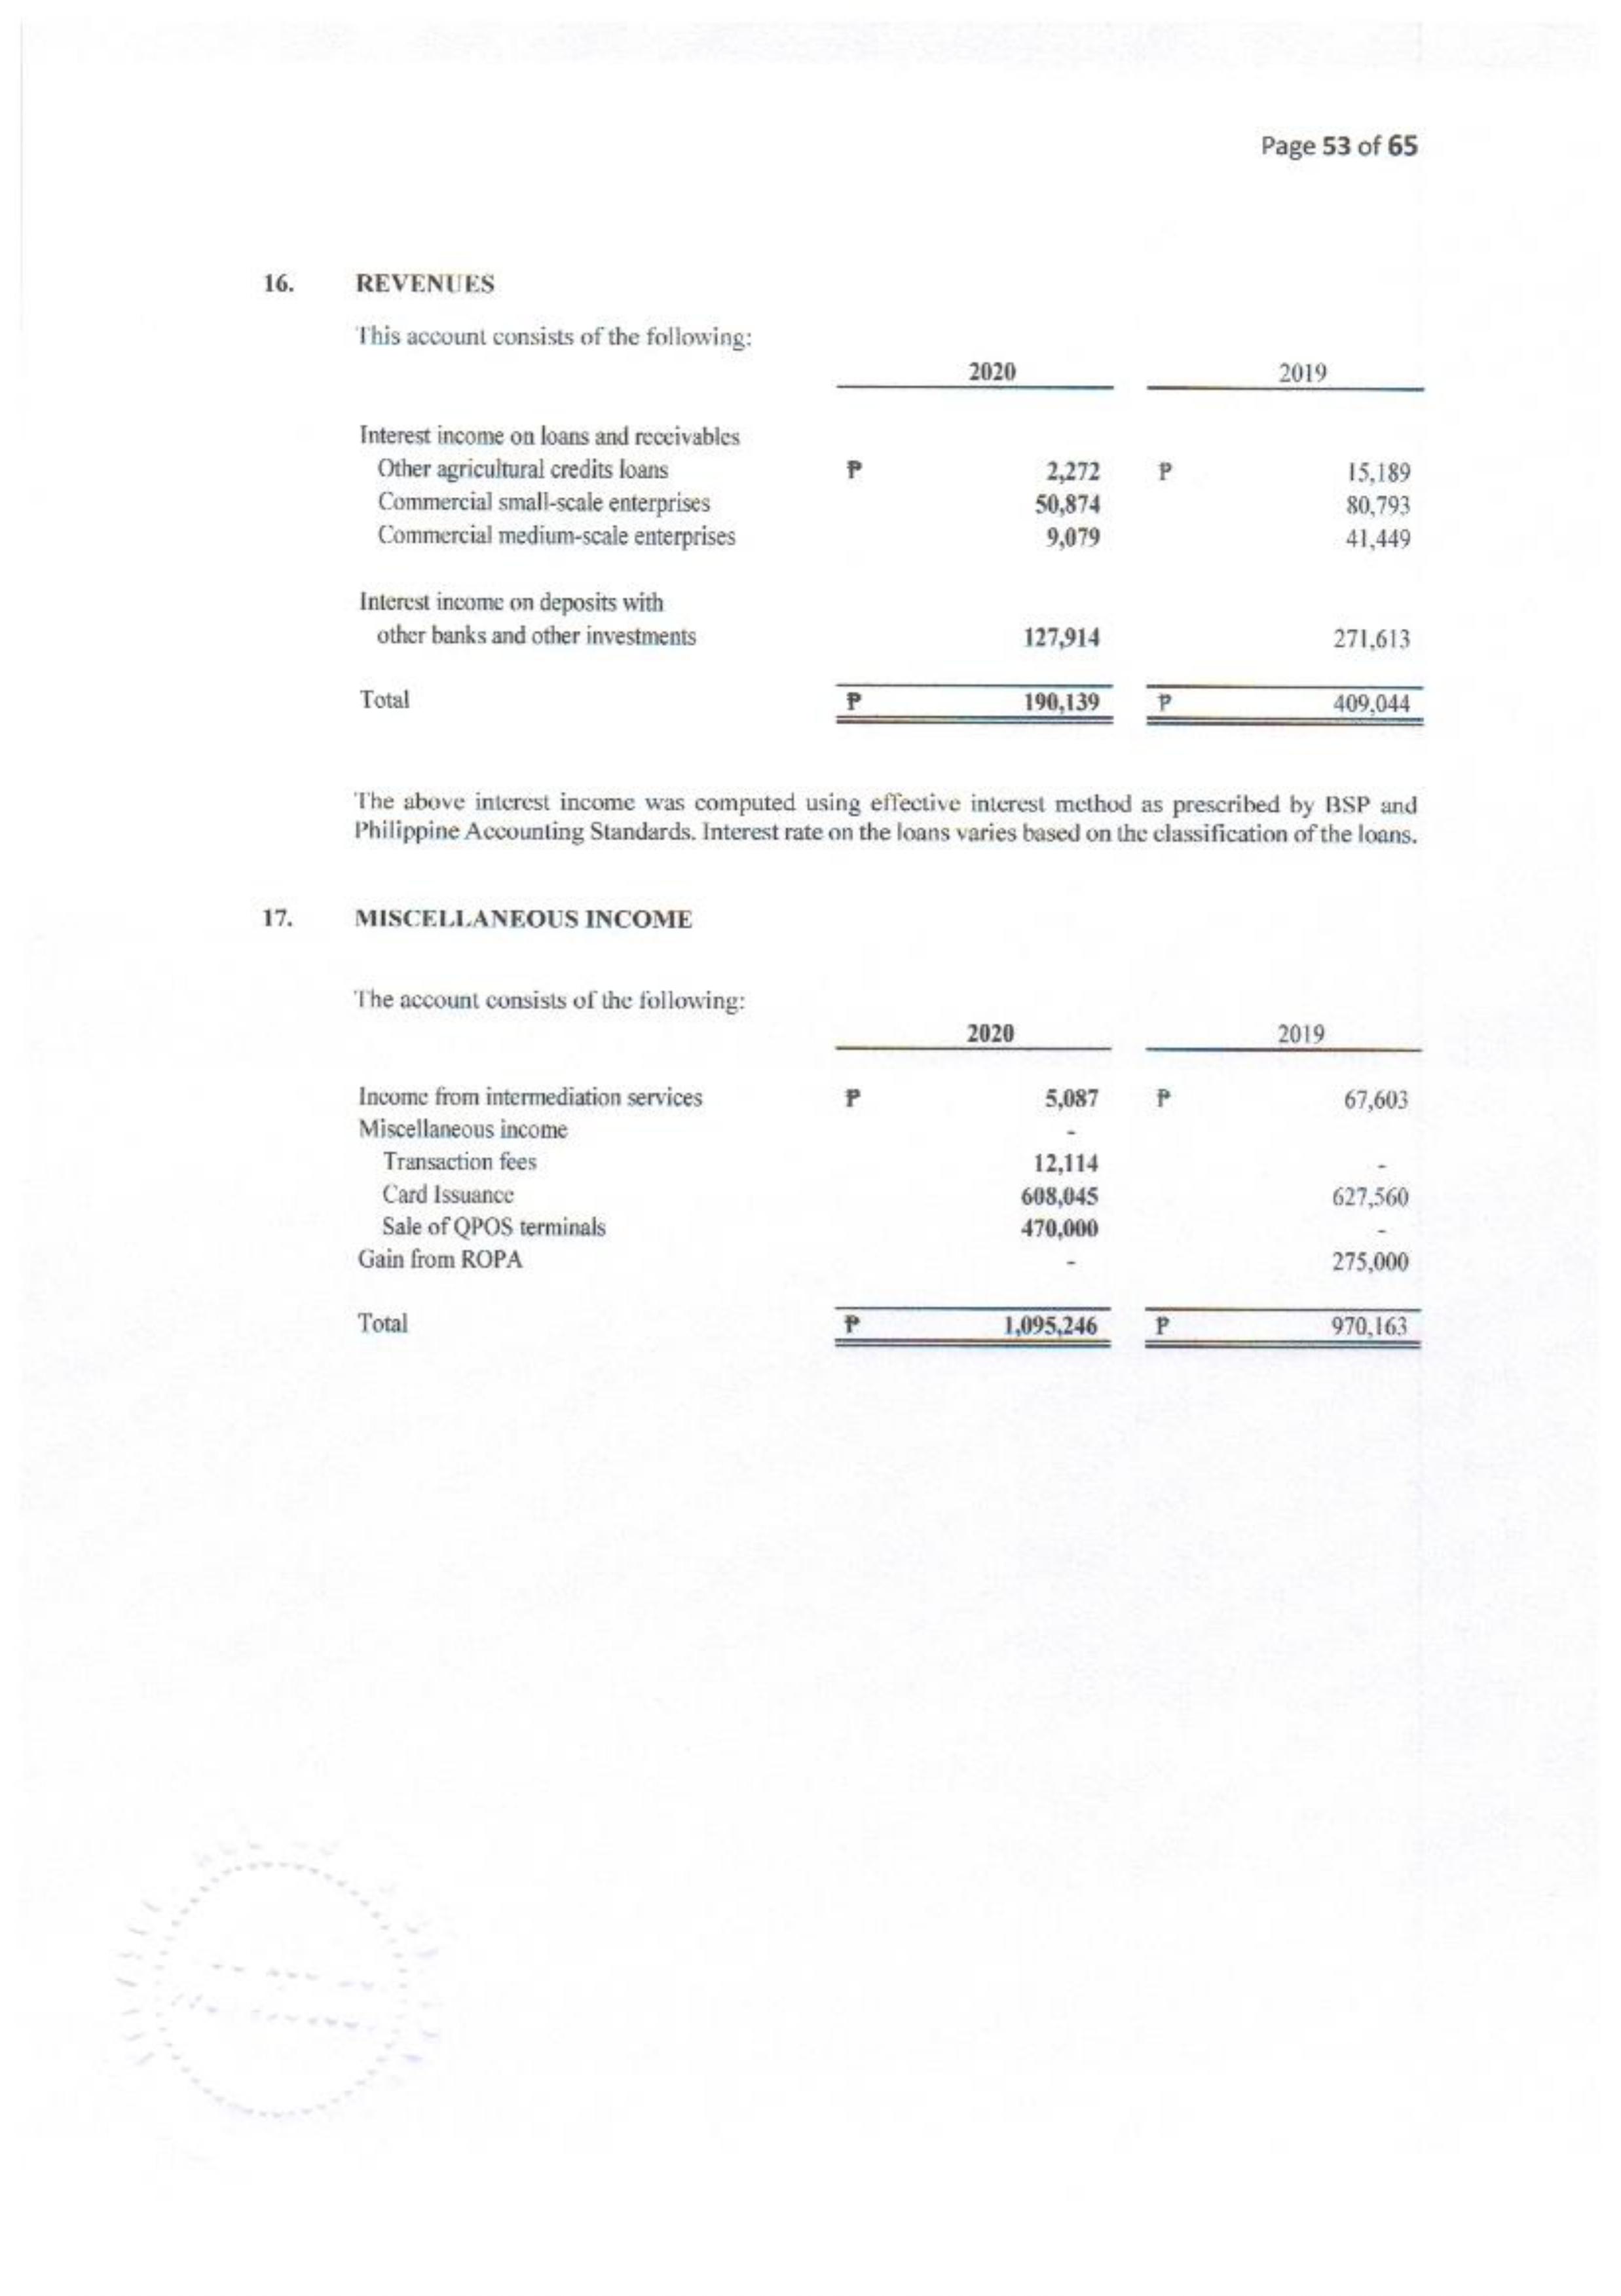 Page 53 of 65
16. REVENUES
This account consists of the following:
2020 2019
Interest income on loans and receivables
Other agricultural credits loans ₱ 2,272 ₱ 15,189
Commercial small-scale enterprises 50,874 80,793
Commercial medium-scale enterprises 9,079 41,449
Interest income on deposits with
other banks and other investments 127,914 271,613
Total ₱ 190,139 ₱ 409,044
The above interest income was computed using effective interest method as prescribed by BSP and
Philippine Accounting Standards. Interest rate on the loans varies based on the classification of the loans.
17. MISCELLANEOUS INCOME
The account consists of the following:
2020 2019
Income from intermediation services ₱ 5,087 ₱ 67,603
Miscellaneous income -
Transaction fees 12,114 -
Card Issuance 608,045 627,560
Sale of QPOS terminals 470,000 -
Gain from ROPA - 275,000
Total ₱ 1,095,246 ₱ 970,163